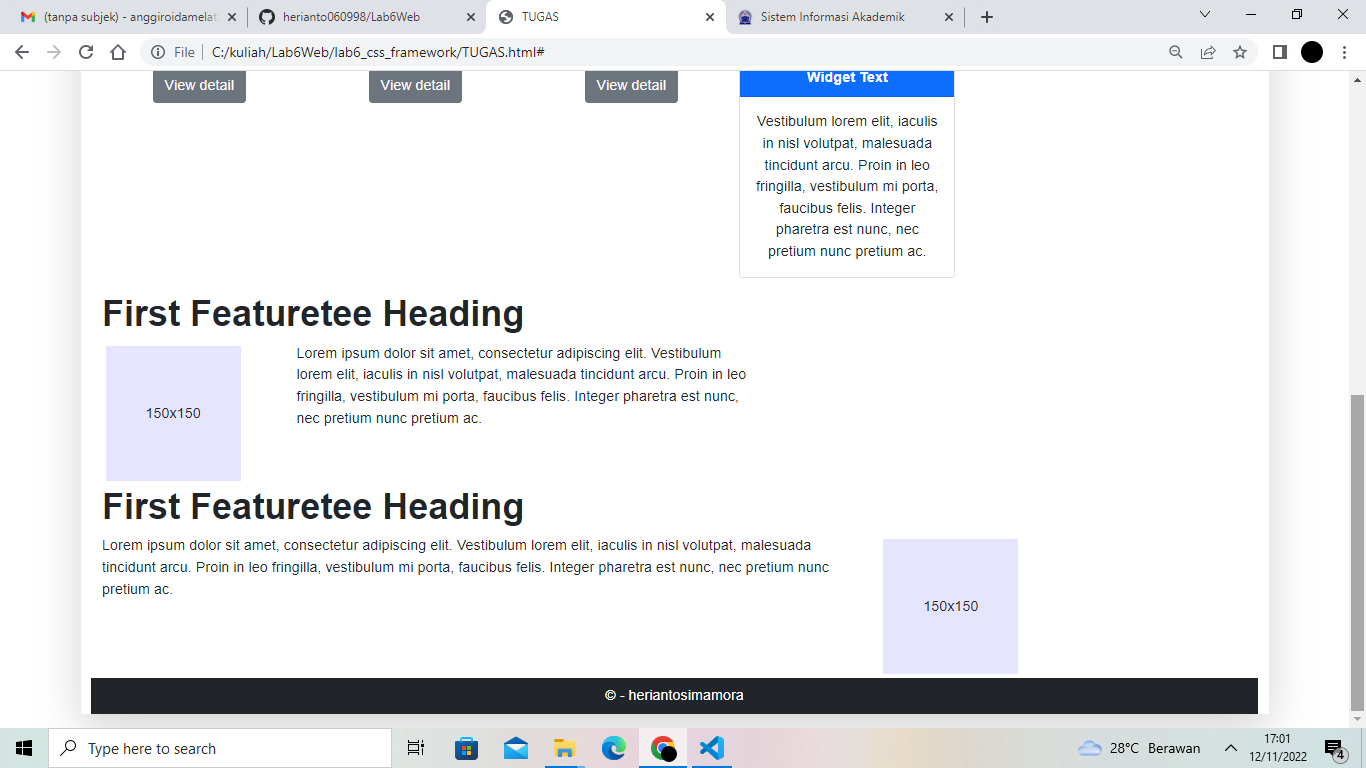 (tanpa subjek) - anggiroidamelat
herianto060998/Lab6Web
TUGAS
Sistem Informasi Akademik
File
C:/kuliah/Lab6Web/lab6_css_framework/TUGAS.html#
View detail
View detail
View detail
Widget Text
Vestibulum lorem elit, iaculis
in nisl volutpat, malesuada
tincidunt arcu. Proin in leo
fringilla, vestibulum mi porta,
faucibus felis. Integer
pharetra est nunc, nec
pretium nunc pretium ac.
First Featuretee Heading
150x150
Lorem ipsum dolor sit amet, consectetur adipiscing elit. Vestibulum
lorem elit, iaculis in nisl volutpat, malesuada tincidunt arcu. Proin in leo
fringilla, vestibulum mi porta, faucibus felis. Integer pharetra est nunc,
nec pretium nunc pretium ac.
First Featuretee Heading
Lorem ipsum dolor sit amet, consectetur adipiscing elit. Vestibulum lorem elit, iaculis in nisl volutpat, malesuada
tincidunt arcu. Proin in leo fringilla, vestibulum mi porta, faucibus felis. Integer pharetra est nunc, nec pretium nunc
pretium ac.
150x150
© - heriantosimamora
Type here to search
28°C Berawan
17:01
12/11/2022
4